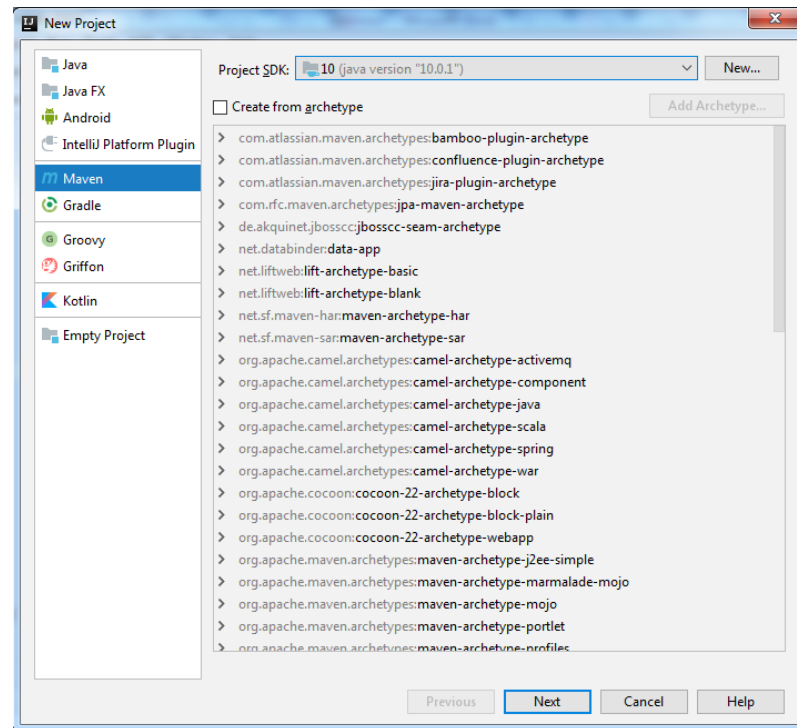 New Project
Java
Java FX
Android
IntelliJ Platform Plugin
Maven
Gradle
Groovy
Griffon
Kotlin
Empty Project
Project SDK: 10 (java version "10.0.1") New...
Create from archetype Add Archetype...
com.atlassian.maven.archetypes:bamboo-plugin-archetype
com.atlassian.maven.archetypes:confluence-plugin-archetype
com.atlassian.maven.archetypes:jira-plugin-archetype
com.rfc.maven.archetypes:jpa-maven-archetype
de.akquinet.jbosscc:jbosscc-seam-archetype
net.databinder:data-app
net.liftweb:lift-archetype-basic
net.liftweb:lift-archetype-blank
net.sf.maven-har:maven-archetype-har
net.sf.maven-sar:maven-archetype-sar
org.apache.camel.archetypes:camel-archetype-activemq
org.apache.camel.archetypes:camel-archetype-component
org.apache.camel.archetypes:camel-archetype-java
org.apache.camel.archetypes:camel-archetype-scala
org.apache.camel.archetypes:camel-archetype-spring
org.apache.camel.archetypes:camel-archetype-war
org.apache.cocoon:cocoon-22-archetype-block
org.apache.cocoon:cocoon-22-archetype-block-plain
org.apache.cocoon:cocoon-22-archetype-webapp
org.apache.maven.archetypes:maven-archetype-j2ee-simple
org.apache.maven.archetypes:maven-archetype-marmalade-mojo
org.apache.maven.archetypes:maven-archetype-mojo
org.apache.maven.archetypes:maven-archetype-portlet
org.apache.maven.archetypes:maven-archetype-profiles
Previous Next Cancel Help